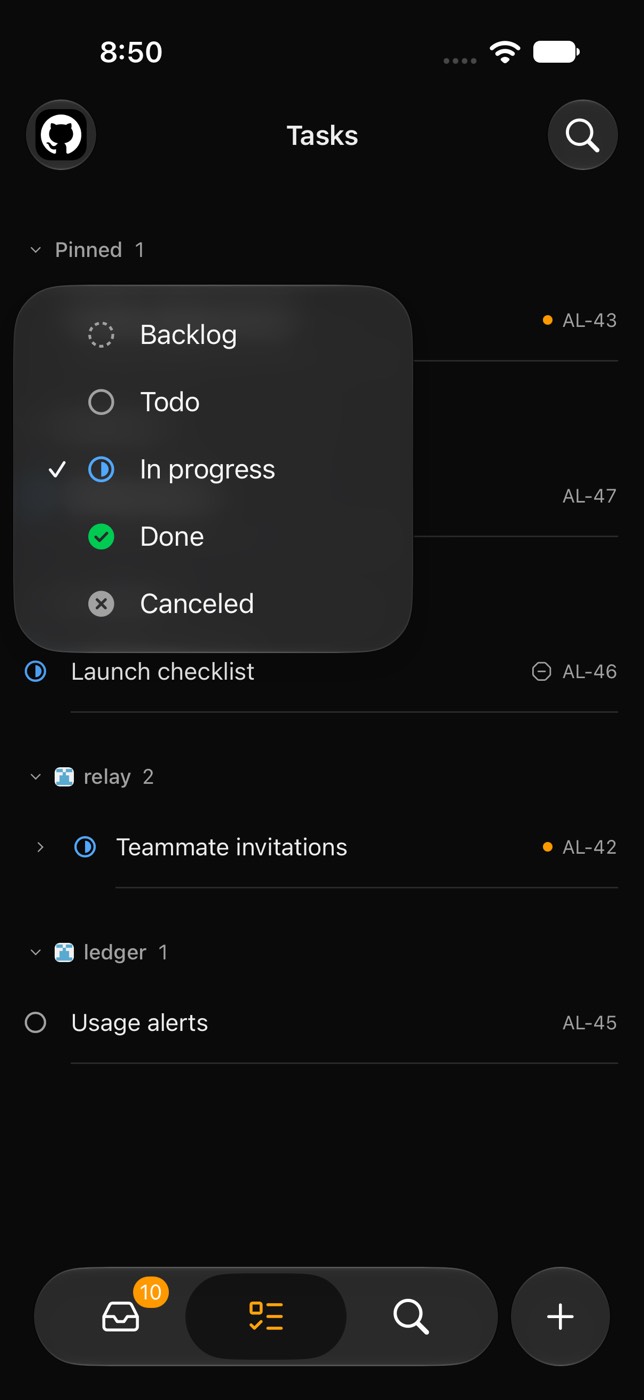 8:50
Tasks
Pinned 1
AL-43
Backlog
Todo
In progress
AL-47
Done
Canceled
Launch checklist AL-46
relay 2
Teammate invitations AL-42
ledger 1
Usage alerts AL-45
10